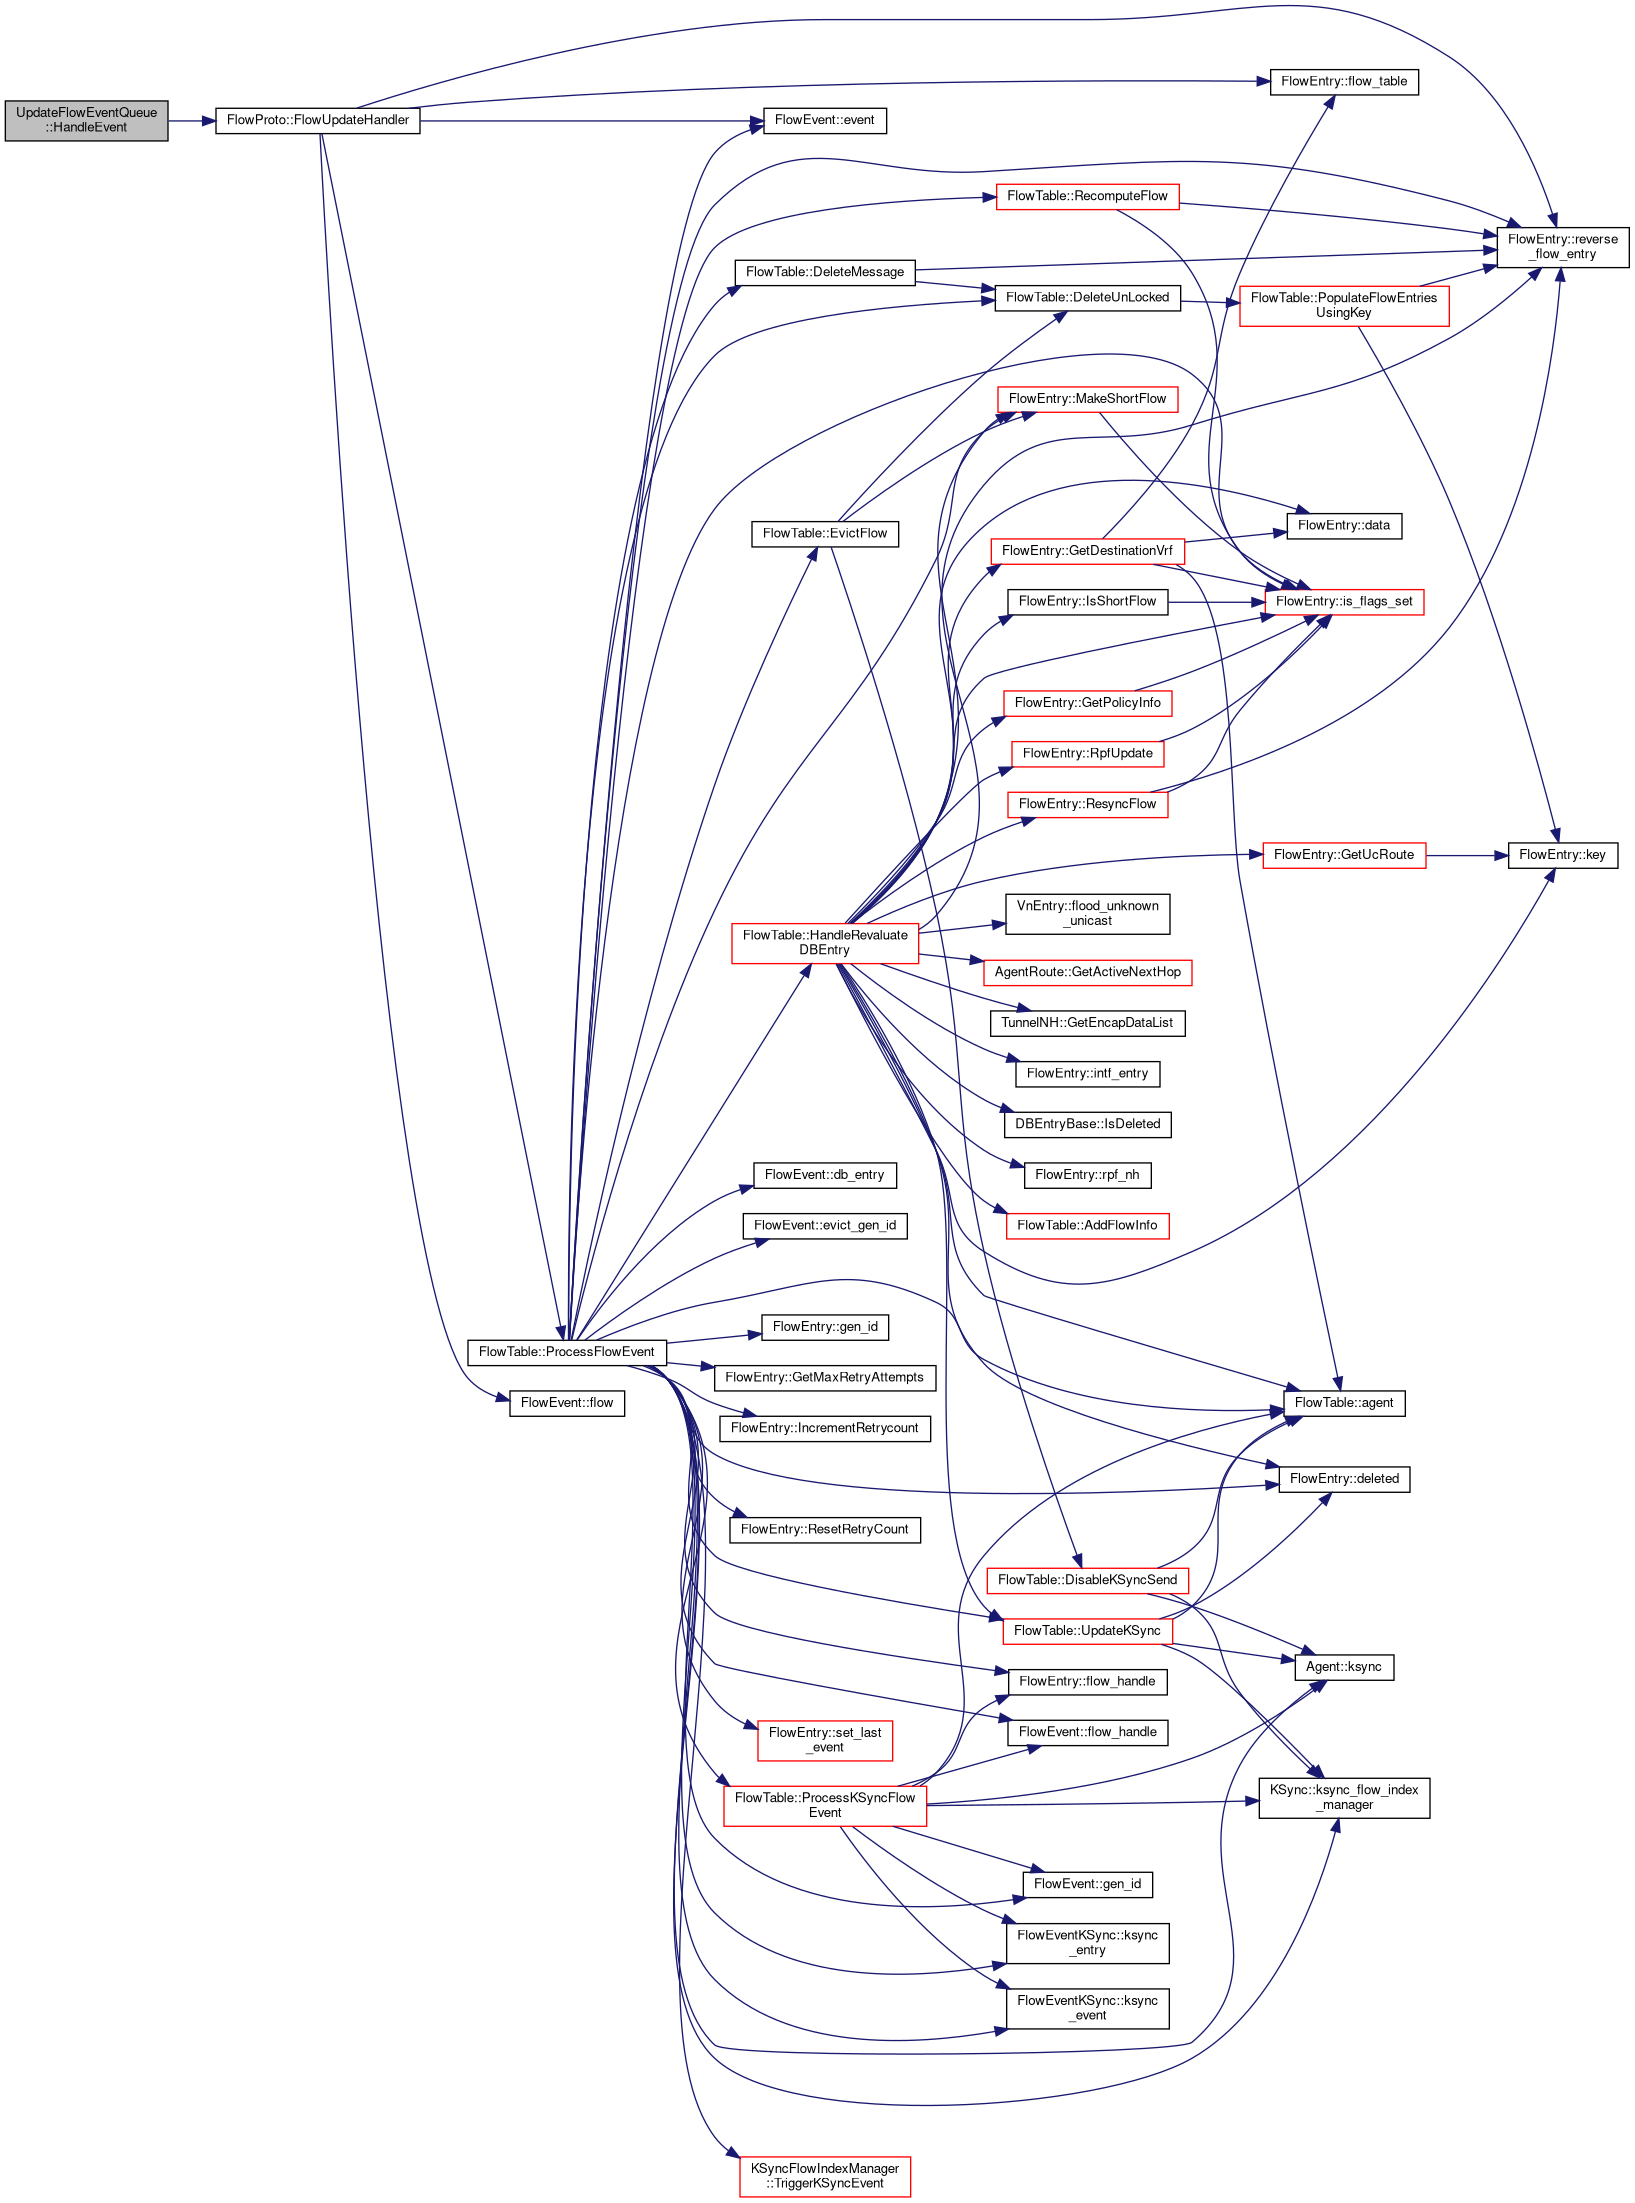 UpdateFlowEventQueue
::HandleEvent
FlowProto::FlowUpdateHandler
FlowEntry::flow_table
FlowEvent::event
FlowTable::RecomputeFlow
FlowEntry::reverse
_flow_entry
FlowTable::DeleteMessage
FlowTable::DeleteUnLocked
FlowTable::PopulateFlowEntries
UsingKey
FlowEntry::MakeShortFlow
FlowTable::EvictFlow
FlowEntry::data
FlowEntry::GetDestinationVrf
FlowEntry::IsShortFlow
FlowEntry::is_flags_set
FlowEntry::GetPolicyInfo
FlowEntry::RpfUpdate
FlowEntry::ResyncFlow
FlowEntry::GetUcRoute
FlowEntry::key
VnEntry::flood_unknown
_unicast
FlowTable::HandleRevaluate
DBEntry
AgentRoute::GetActiveNextHop
TunnelNH::GetEncapDataList
FlowEntry::intf_entry
DBEntryBase::IsDeleted
FlowEntry::rpf_nh
FlowEvent::db_entry
FlowEvent::evict_gen_id
FlowTable::AddFlowInfo
FlowEntry::gen_id
FlowTable::ProcessFlowEvent
FlowEntry::GetMaxRetryAttempts
FlowEvent::flow
FlowTable::agent
FlowEntry::IncrementRetrycount
FlowEntry::deleted
FlowEntry::ResetRetryCount
FlowTable::DisableKSyncSend
FlowTable::UpdateKSync
Agent::ksync
FlowEntry::flow_handle
FlowEvent::flow_handle
FlowEntry::set_last
_event
FlowTable::ProcessKSyncFlow
Event
KSync::ksync_flow_index
_manager
FlowEvent::gen_id
FlowEventKSync::ksync
_entry
FlowEventKSync::ksync
_event
KSyncFlowIndexManager
::TriggerKSyncEvent